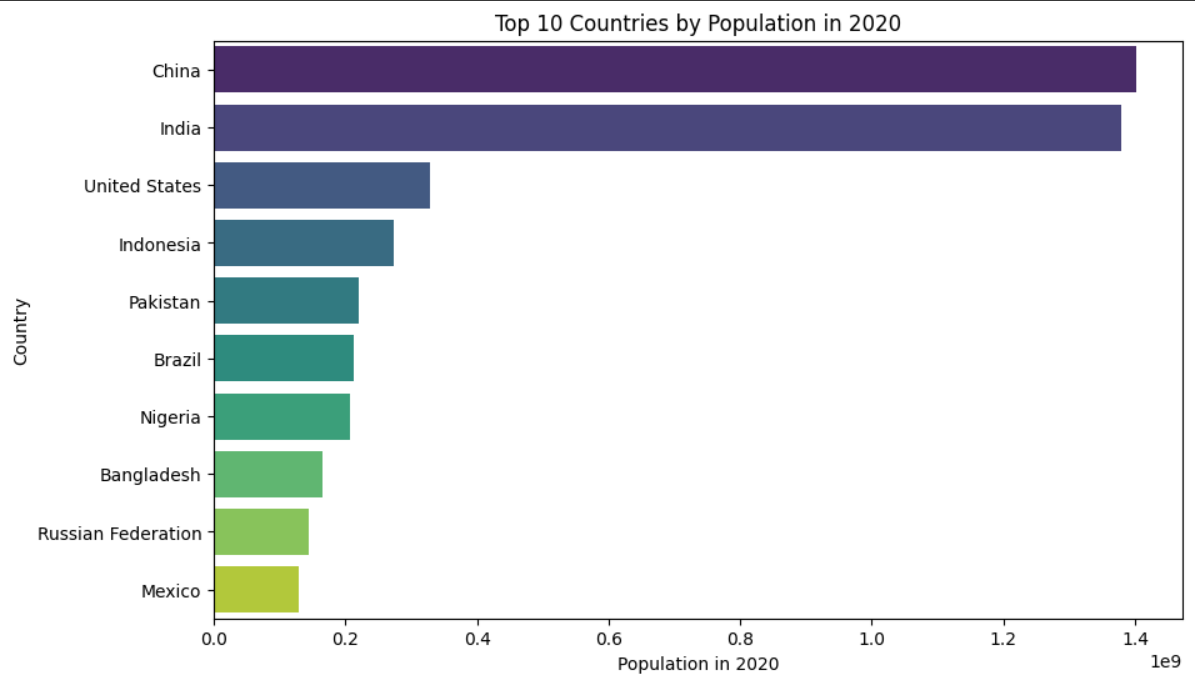 Top 10 Countries by Population in 2020
China
India
United States
Indonesia
Pakistan
Brazil
Nigeria
Bangladesh
Russian Federation
Mexico
Country
0.0 0.2 0.4 0.6 0.8 1.0 1.2 1.4
1e9
Population in 2020